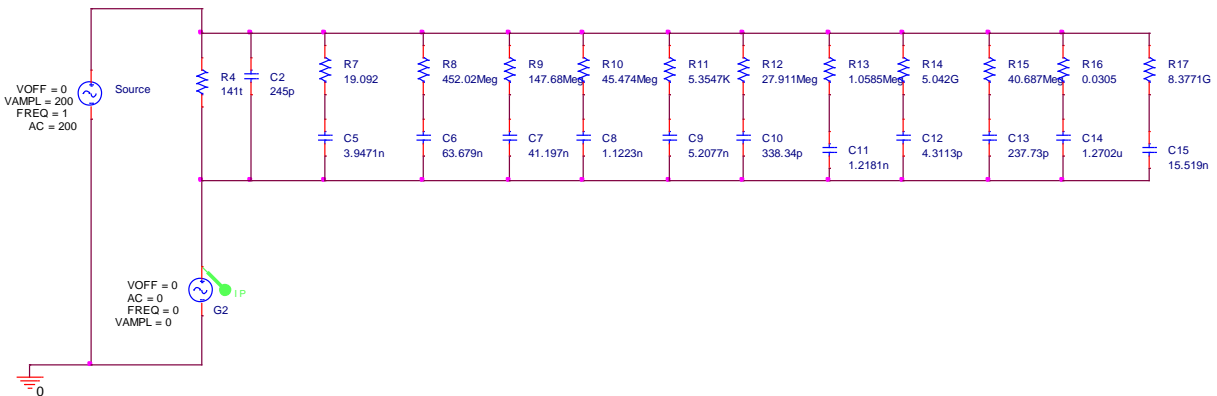 VOFF = 0
VAMPL = 200
FREQ = 1
AC = 200
Source
R4
141t
C2
245p
R7
19.092
C5
3.9471n
R8
452.02Meg
C6
63.679n
R9
147.68Meg
C7
41.197n
R10
45.474Meg
C8
1.1223n
R11
5.3547K
C9
5.2077n
R12
27.911Meg
C10
338.34p
R13
1.0585Meg
C11
1.2181n
R14
5.042G
C12
4.3113p
R15
40.687Meg
C13
237.73p
R16
0.0305
C14
1.2702u
R17
8.3771G
C15
15.519n
VOFF = 0
AC = 0
FREQ = 0
VAMPL = 0
G2
IP
0